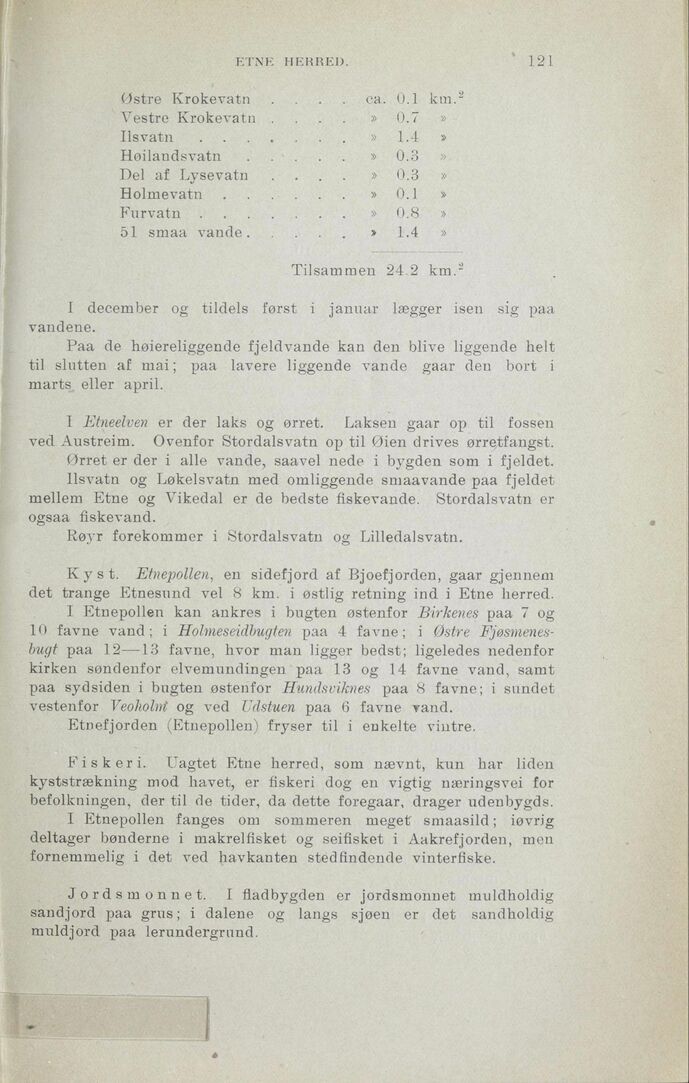 ETNE HERRED. 121
Østre Krokevatn . . . . ca. 0.1 km.²
Vestre Krokevatn . . . . » 0.7 »
Ilsvatn . . . . . . . » 1.4 »
Høilandsvatn . . . . . » 0.3 »
Del af Lysevatn . . . . » 0.3 »
Holmevatn . . . . . . » 0.1 »
Furvatn . . . . . . . » 0.8 »
51 smaa vande . . . . . » 1.4 »
Tilsammen 24.2 km.²
I december og tildels først i januar lægger isen sig paa
vandene.
Paa de høiereliggende fjeldvande kan den blive liggende helt
til slutten af mai; paa lavere liggende vande gaar den bort i
marts eller april.
I Etneelven er der laks og ørret. Laksen gaar op til fossen
ved Austreim. Ovenfor Stordalsvatn op til Øien drives ørretfangst.
Ørret er der i alle vande, saavel nede i bygden som i fjeldet.
Ilsvatn og Løkelsvatn med omliggende smaavande paa fjeldet
mellem Etne og Vikedal er de bedste fiskevande. Stordalsvatn er
ogsaa fiskevand.
Røyr forekommer i Stordalsvatn og Lilledalsvatn.
Kyst. Etnepollen, en sidefjord af Bjoefjorden, gaar gjennem
det trange Etnesund vel 8 km. i østlig retning ind i Etne herred.
I Etnepollen kan ankres i bugten østenfor Birkenes paa 7 og
10 favne vand; i Holmeseidbugten paa 4 favne; i Østre Fjøsmenes-
bugt paa 12—13 favne, hvor man ligger bedst; ligeledes nedenfor
kirken søndenfor elvemundingen paa 13 og 14 favne vand, samt
paa sydsiden i bugten østenfor Hundsviknes paa 8 favne; i sundet
vestenfor Veoholm og ved Udstuen paa 6 favne vand.
Etnefjorden (Etnepollen) fryser til i enkelte vintre.
Fiskeri. Uagtet Etne herred, som nævnt, kun har liden
kyststrækning mod havet, er fiskeri dog en vigtig næringsvei for
befolkningen, der til de tider, da dette foregaar, drager udenbygds.
I Etnepollen fanges om sommeren meget smaasild; iøvrig
deltager bønderne i makrelfisket og seifisket i Aakrefjorden, men
fornemmelig i det ved havkanten stedfindende vinterfiske.
Jordsmonnet. I fladbygden er jordsmonnet muldholdig
sandjord paa grus; i dalene og langs sjøen er det sandholdig
muldjord paa lerundergrund.